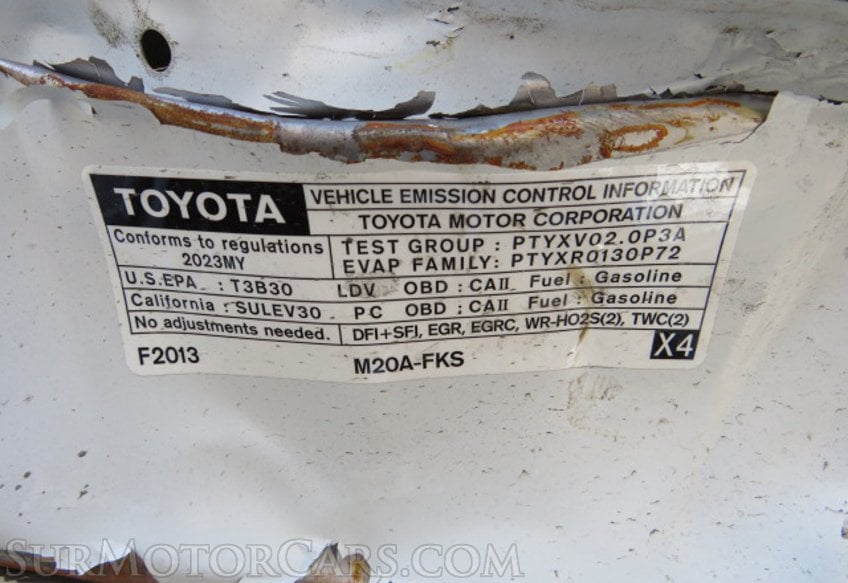 TOYOTA
VEHICLE EMISSION CONTROL INFORMATION
TOYOTA MOTOR CORPORATION
Conforms to regulations
2023MY
TEST GROUP : PTYXV02.0P3A
EVAP FAMILY: PTYXR0130P72
U.S.EPA : T3B30 LDV OBD : CAII Fuel : Gasoline
California : SULEV30 PC OBD : CAII Fuel : Gasoline
No adjustments needed. DFI+SFI, EGR, EGRC, WR-HO2S(2), TWC(2)
F2013 M20A-FKS X4
SurMotorCars.com